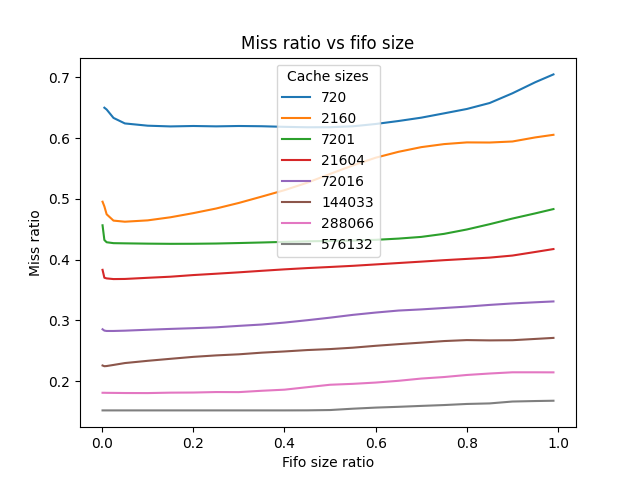 Miss ratio vs fifo size
Cache sizes
720
2160
7201
21604
72016
144033
288066
576132
0.7
0.6
0.5
0.4
0.3
0.2
Miss ratio
0.0 0.2 0.4 0.6 0.8 1.0
Fifo size ratio